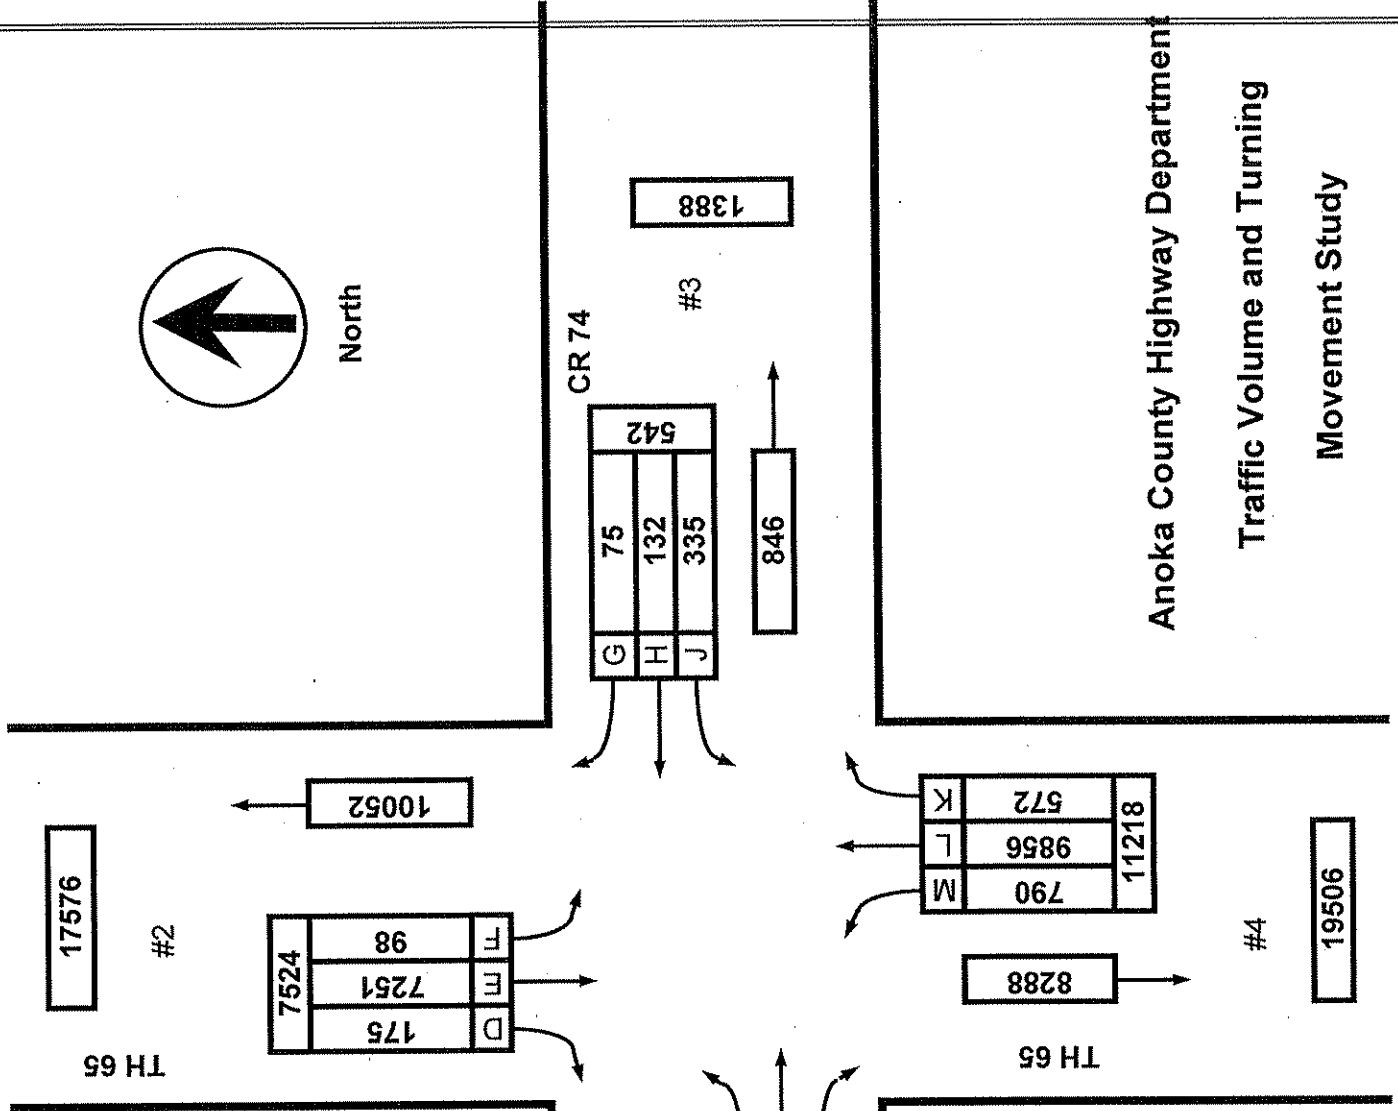 Anoka County Highway Department
Traffic Volume and Turning
Movement Study
North
17576
#2
TH 65
7524
175
7251
98
D
E
F
10052
CR 74
G 75
H 132
J 335
542
846
#3
1388
M
L
K
790
9856
572
11218
8288
TH 65
#4
19506